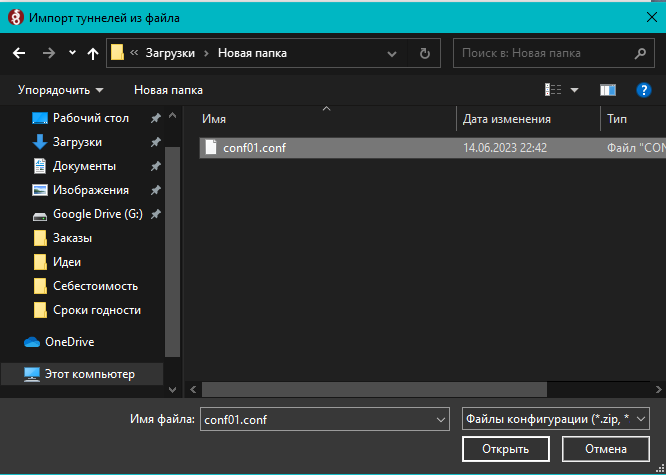 Импорт туннелей из файла
« Загрузки › Новая папка
Поиск в: Новая папка
Упорядочить Новая папка
Имя Дата изменения Тип
conf01.conf 14.06.2023 22:42 Файл "CON
Рабочий стол
Загрузки
Документы
Изображения
Google Drive (G:)
Заказы
Идеи
Себестоимость
Сроки годности
OneDrive
Этот компьютер
Имя файла: conf01.conf Файлы конфигурации (*.zip, *
Открыть Отмена